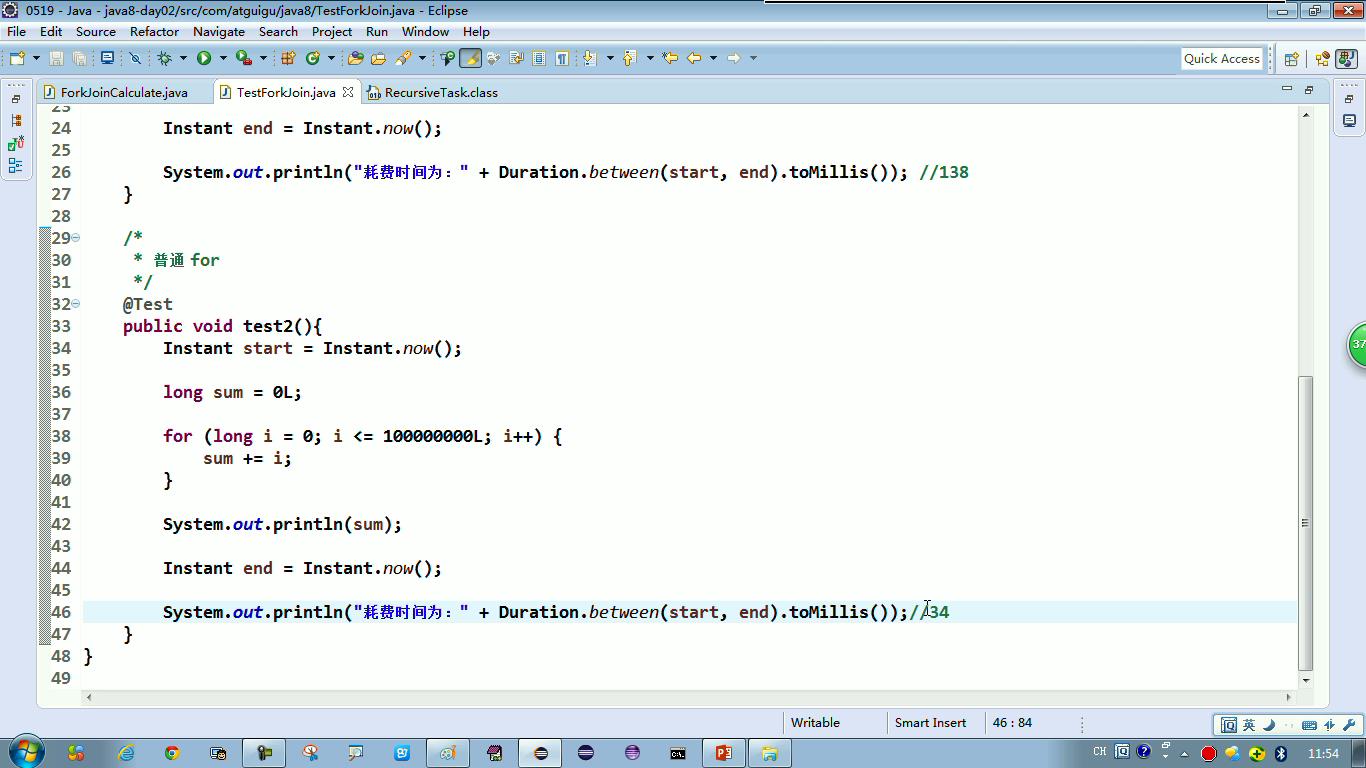 0519 - Java - java8-day02/src/com/atguigu/java8/TestForkJoin.java - Eclipse
File Edit Source Refactor Navigate Search Project Run Window Help
Quick Access
ForkJoinCalculate.java TestForkJoin.java RecursiveTask.class
23
24 Instant end = Instant.now();
25
26 System.out.println("耗费时间为：" + Duration.between(start, end).toMillis()); //138
27 }
28
29 /*
30 * 普通 for
31 */
32 @Test
33 public void test2(){
34 Instant start = Instant.now();
35
36 long sum = 0L;
37
38 for (long i = 0; i <= 100000000L; i++) {
39 sum += i;
40 }
41
42 System.out.println(sum);
43
44 Instant end = Instant.now();
45
46 System.out.println("耗费时间为：" + Duration.between(start, end).toMillis());//34
47 }
48 }
49
37
Writable Smart Insert 46 : 84
英
CH 11:54